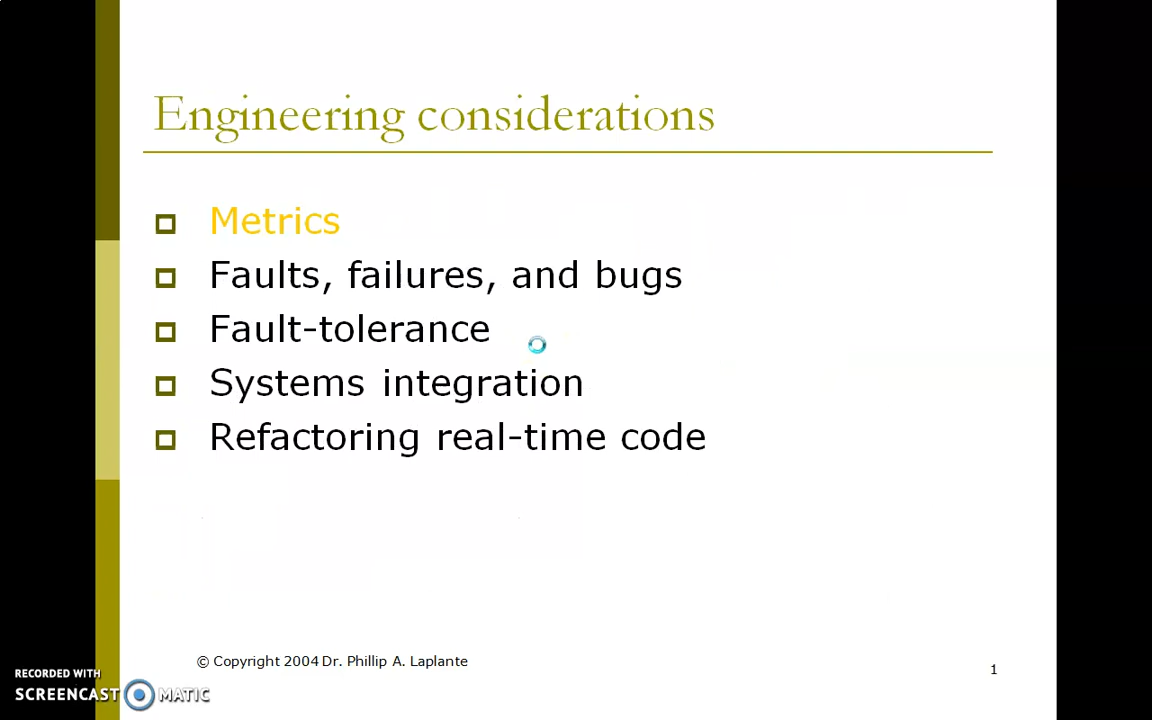 Engineering considerations
Metrics
Faults, failures, and bugs
Fault-tolerance
Systems integration
Refactoring real-time code
© Copyright 2004 Dr. Phillip A. Laplante
1
RECORDED WITH
SCREENCAST MATIC